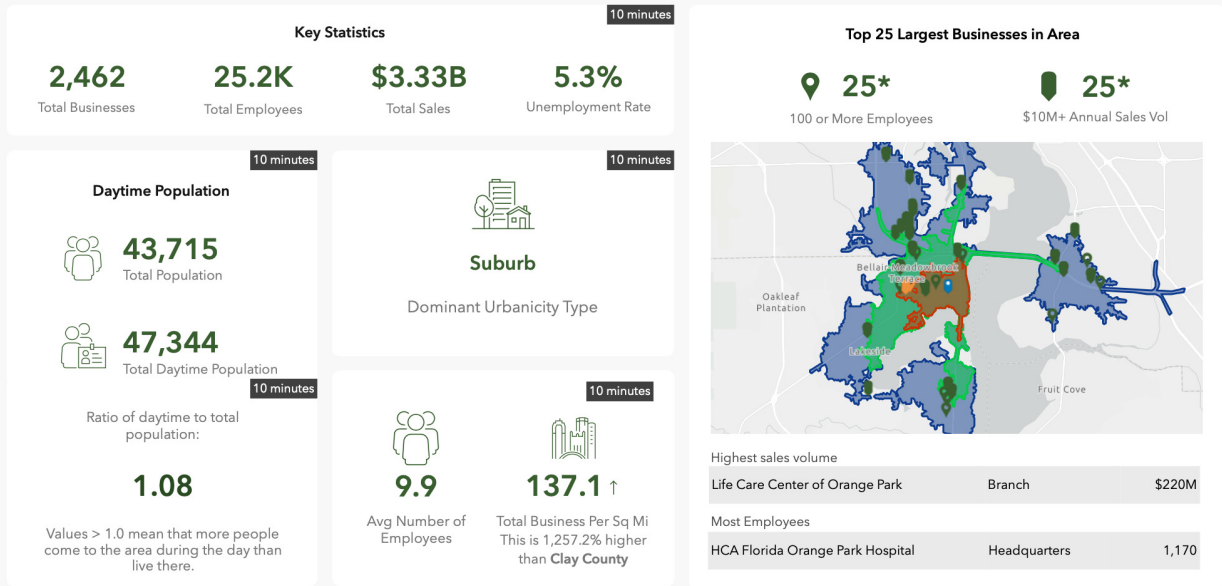 10 minutes
Key Statistics
2,462
Total Businesses
25.2K
Total Employees
$3.33B
Total Sales
5.3%
Unemployment Rate
10 minutes
Daytime Population
43,715
Total Population
47,344
Total Daytime Population
10 minutes
Ratio of daytime to total
population:
1.08
Values > 1.0 mean that more people
come to the area during the day than
live there.
10 minutes
Suburb
Dominant Urbanicity Type
10 minutes
9.9
Avg Number of
Employees
137.1 ↑
Total Business Per Sq Mi
This is 1,257.2% higher
than Clay County
Top 25 Largest Businesses in Area
25*
100 or More Employees
25*
$10M+ Annual Sales Vol
Bellair-Meadowbrook
Terrace
Oakleaf
Plantation
Lakeside
Fruit Cove
Highest sales volume
Life Care Center of Orange Park Branch $220M
Most Employees
HCA Florida Orange Park Hospital Headquarters 1,170